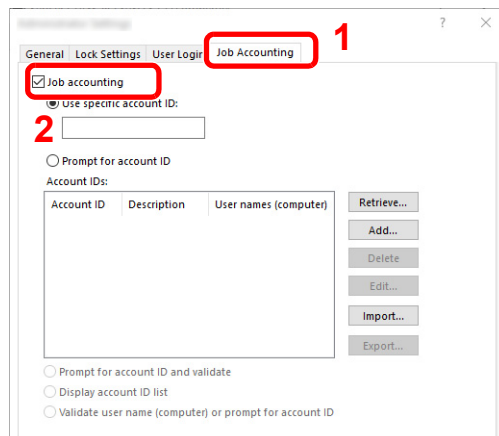 1
? ×
General Lock Settings User Login Job Accounting
Job accounting
Use specific account ID:
2
Prompt for account ID
Account IDs:
Account ID Description User names (computer)
Retrieve...
Add...
Delete
Edit...
Import...
Export...
Prompt for account ID and validate
Display account ID list
Validate user name (computer) or prompt for account ID